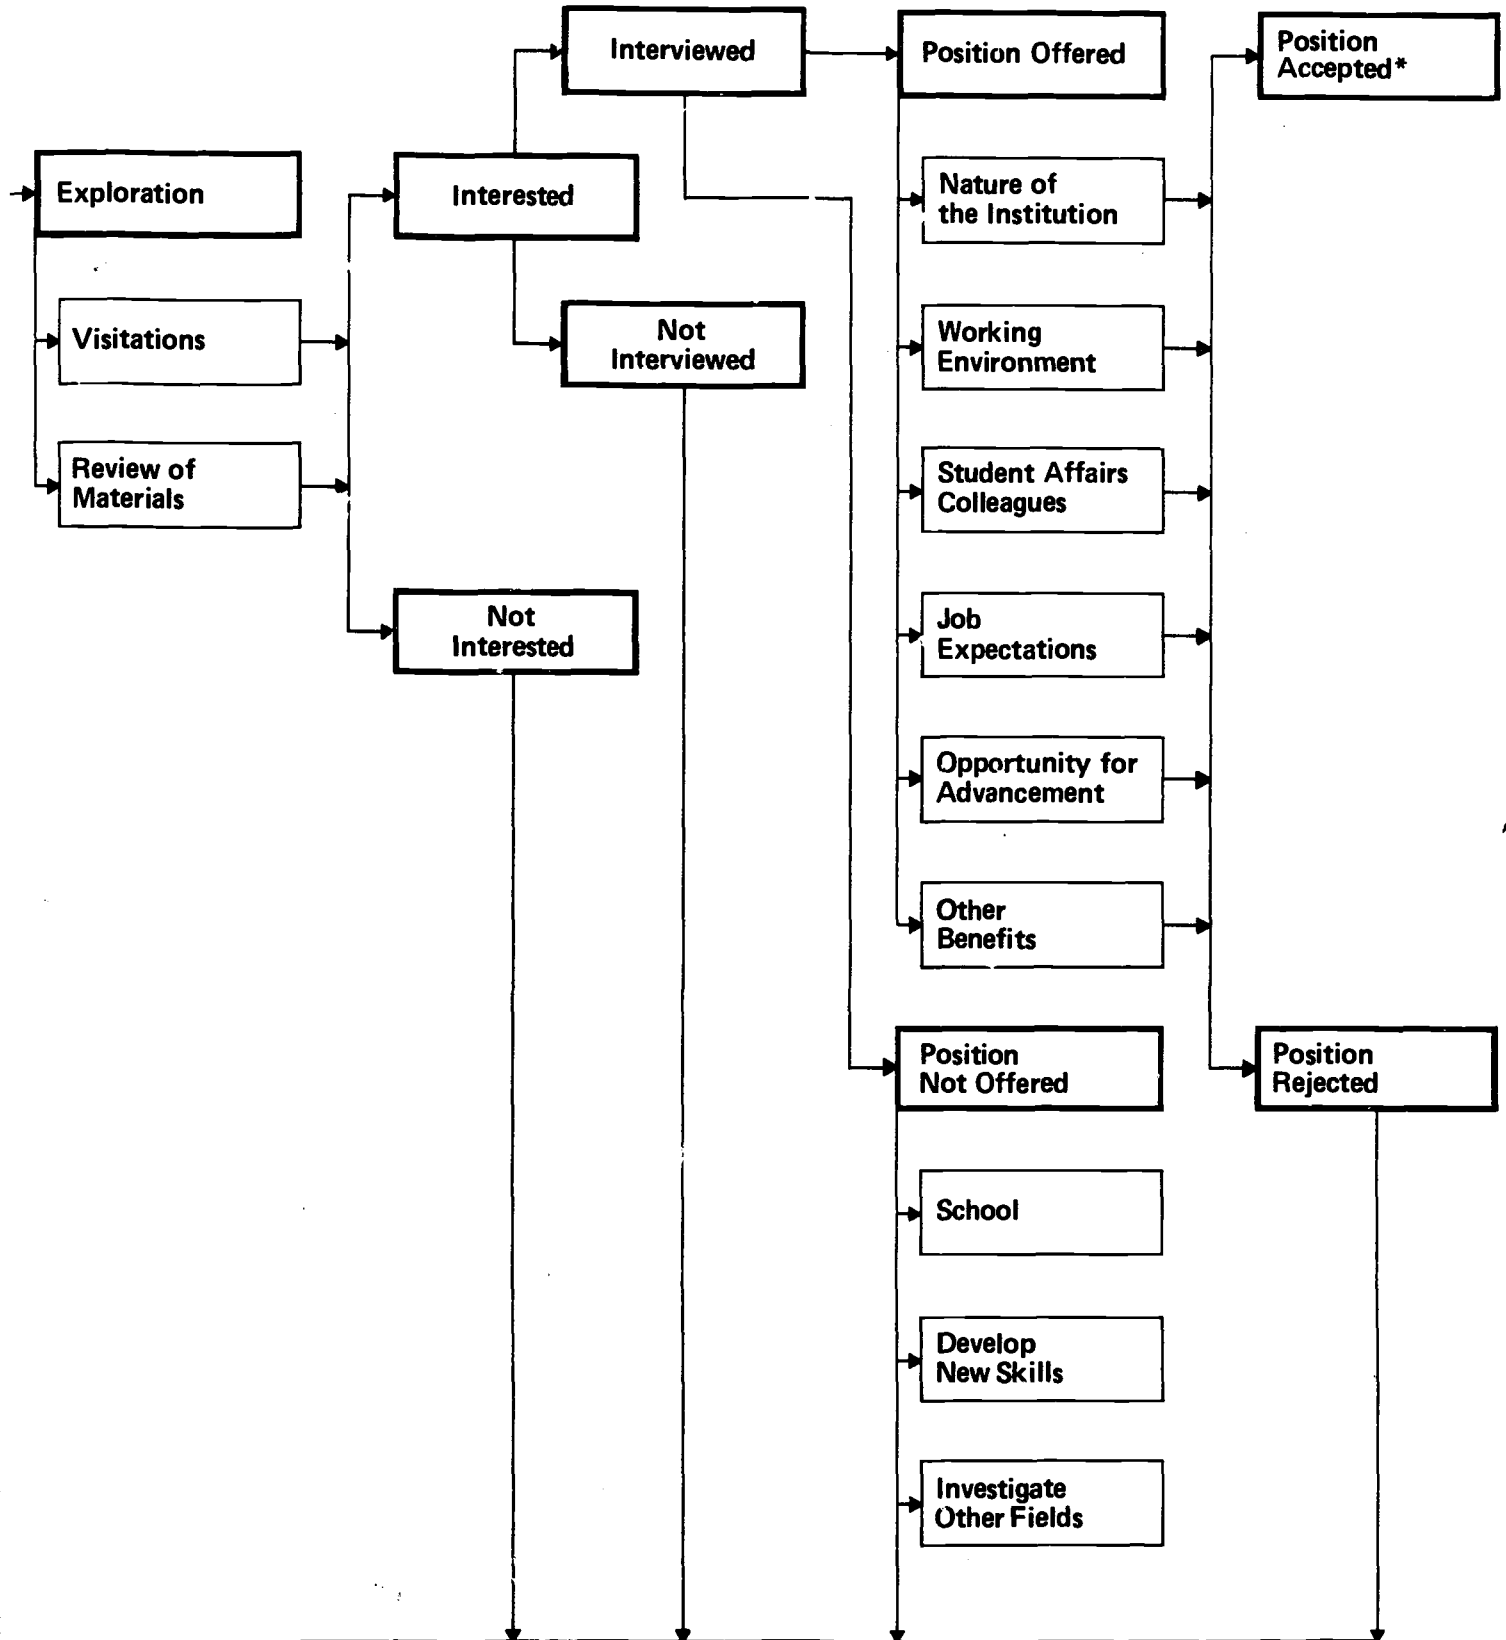 Interviewed
Position Offered
Position
Accepted*
Exploration
Interested
Nature of
the Institution
Visitations
Not
Interviewed
Working
Environment
Review of
Materials
Student Affairs
Colleagues
Not
Interested
Job
Expectations
Opportunity for
Advancement
Other
Benefits
Position
Not Offered
Position
Rejected
School
Develop
New Skills
Investigate
Other Fields